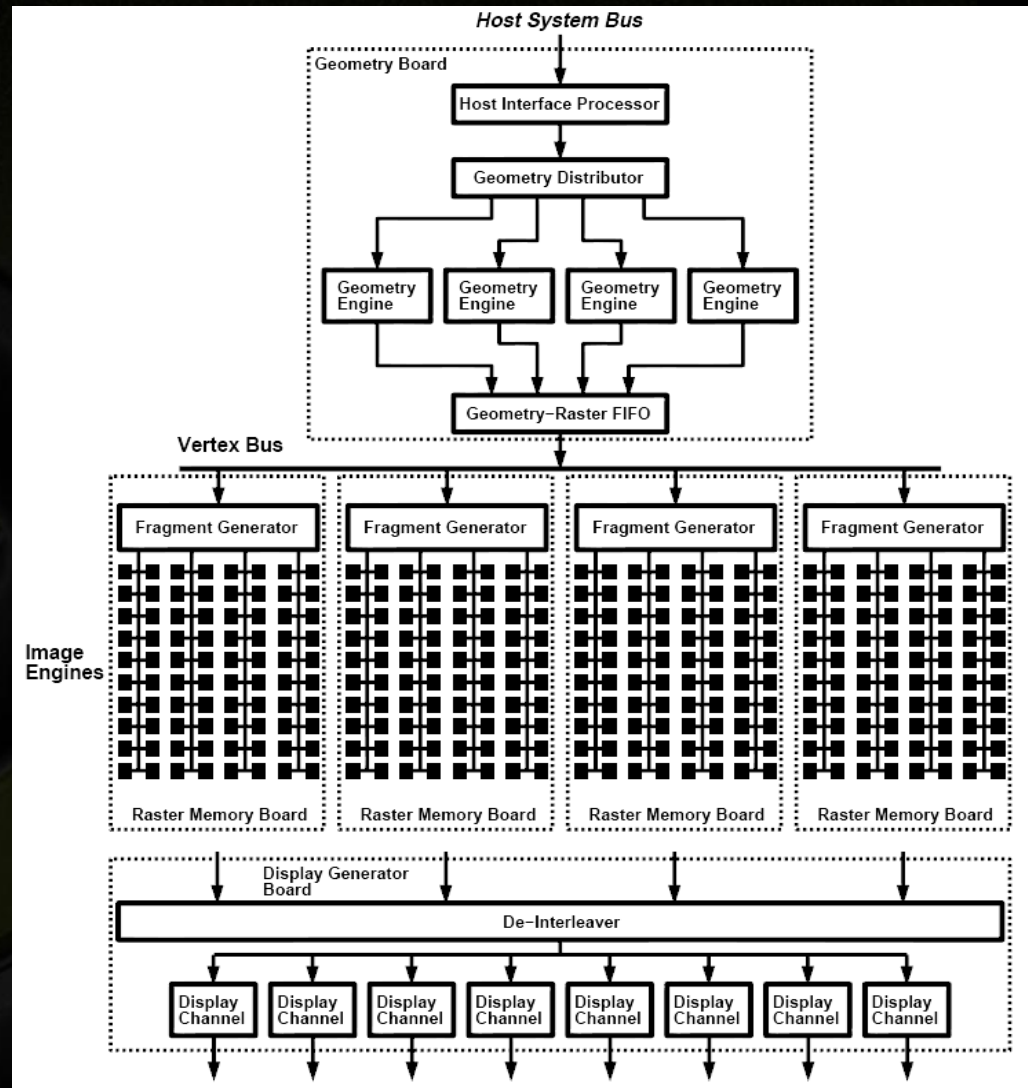 Host System Bus
Geometry Board
Host Interface Processor
Geometry Distributor
Geometry
Engine
Geometry
Engine
Geometry
Engine
Geometry
Engine
Geometry−Raster FIFO
Vertex Bus
Fragment Generator
Fragment Generator
Fragment Generator
Fragment Generator
Image
Engines
Raster Memory Board
Raster Memory Board
Raster Memory Board
Raster Memory Board
Display Generator
Board
De−Interleaver
Display
Channel
Display
Channel
Display
Channel
Display
Channel
Display
Channel
Display
Channel
Display
Channel
Display
Channel